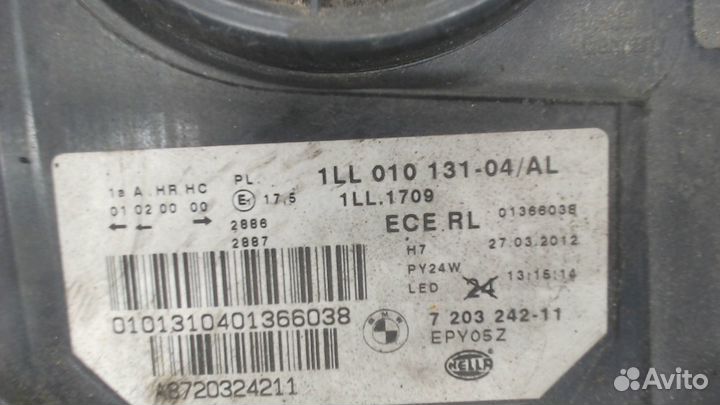 1LL 010 131-04/AL
1a A HR HC PL
01 02 00 00 E1 17,5
1LL.1709
ECE RL
01366038
2886
2887
H7
27.03.2012
PY24W
13:15:14
LED 24
0101310401366038
BMW
7 203 242-11
EPY05Z
HELLA
A8720324211
Avito